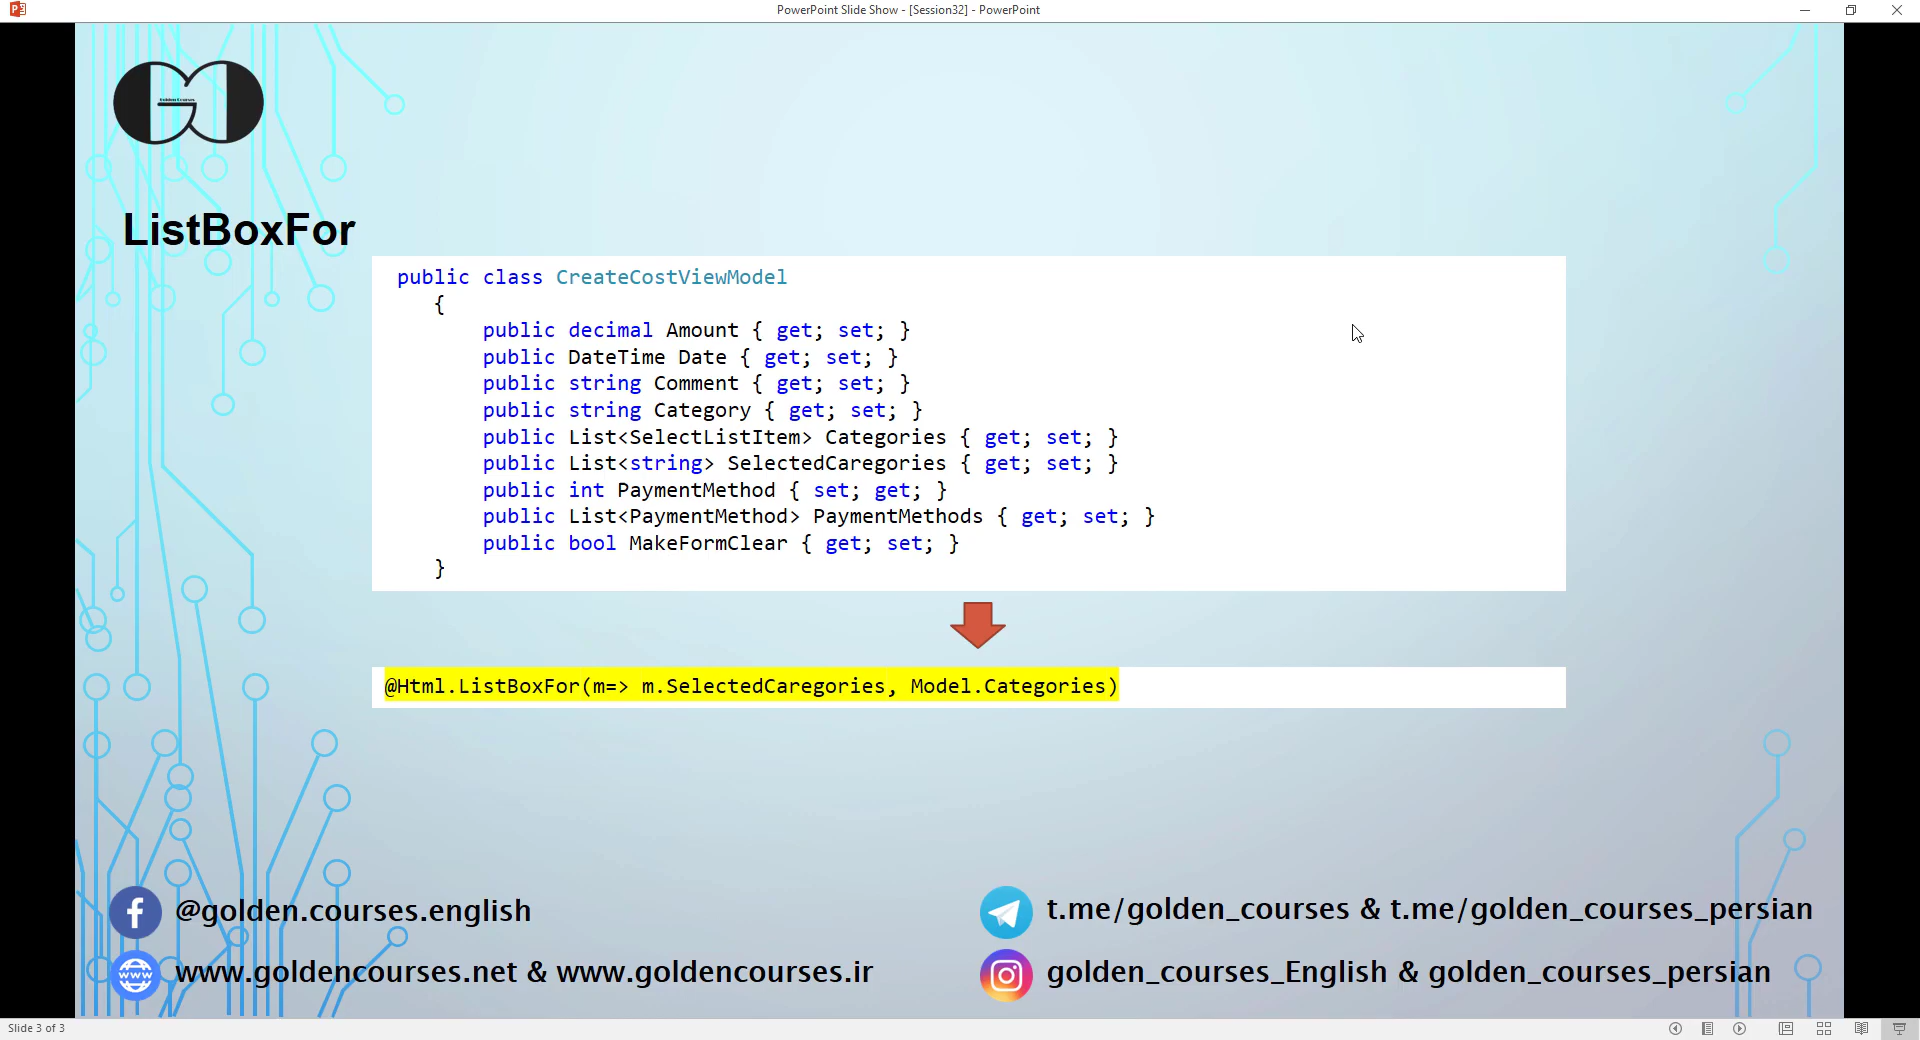 PowerPoint Slide Show - [Session32] - PowerPoint
Golden Courses
ListBoxFor
public class CreateCostViewModel
{
public decimal Amount { get; set; }
public DateTime Date { get; set; }
public string Comment { get; set; }
public string Category { get; set; }
public List<SelectListItem> Categories { get; set; }
public List<string> SelectedCaregories { get; set; }
public int PaymentMethod { set; get; }
public List<PaymentMethod> PaymentMethods { get; set; }
public bool MakeFormClear { get; set; }
}
@Html.ListBoxFor(m=> m.SelectedCaregories, Model.Categories)
@golden.courses.english
t.me/golden_courses & t.me/golden_courses_persian
www.goldencourses.net & www.goldencourses.ir
golden_courses_English & golden_courses_persian
Slide 3 of 3